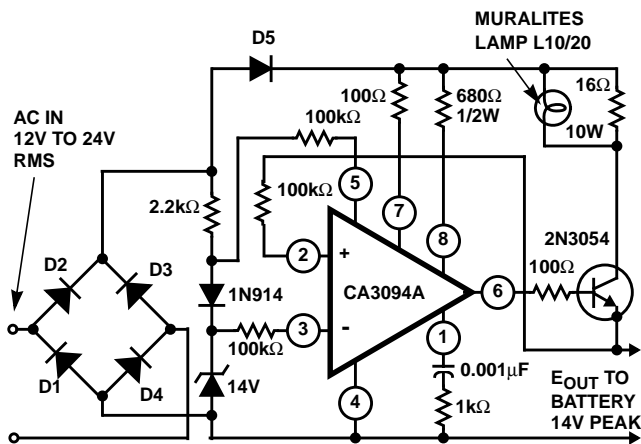 MURALITES
LAMP L10/20
D5
16Ω
10W
100Ω
680Ω
1/2W
100kΩ
AC IN
12V TO 24V
RMS
5
100kΩ
7
2.2kΩ
8
2N3054
2
+
D2
D3
1N914
CA3094A
6
100Ω
3
-
100kΩ
1
D1
D4
14V
0.001µF
4
1kΩ
EOUT TO
BATTERY
14V PEAK